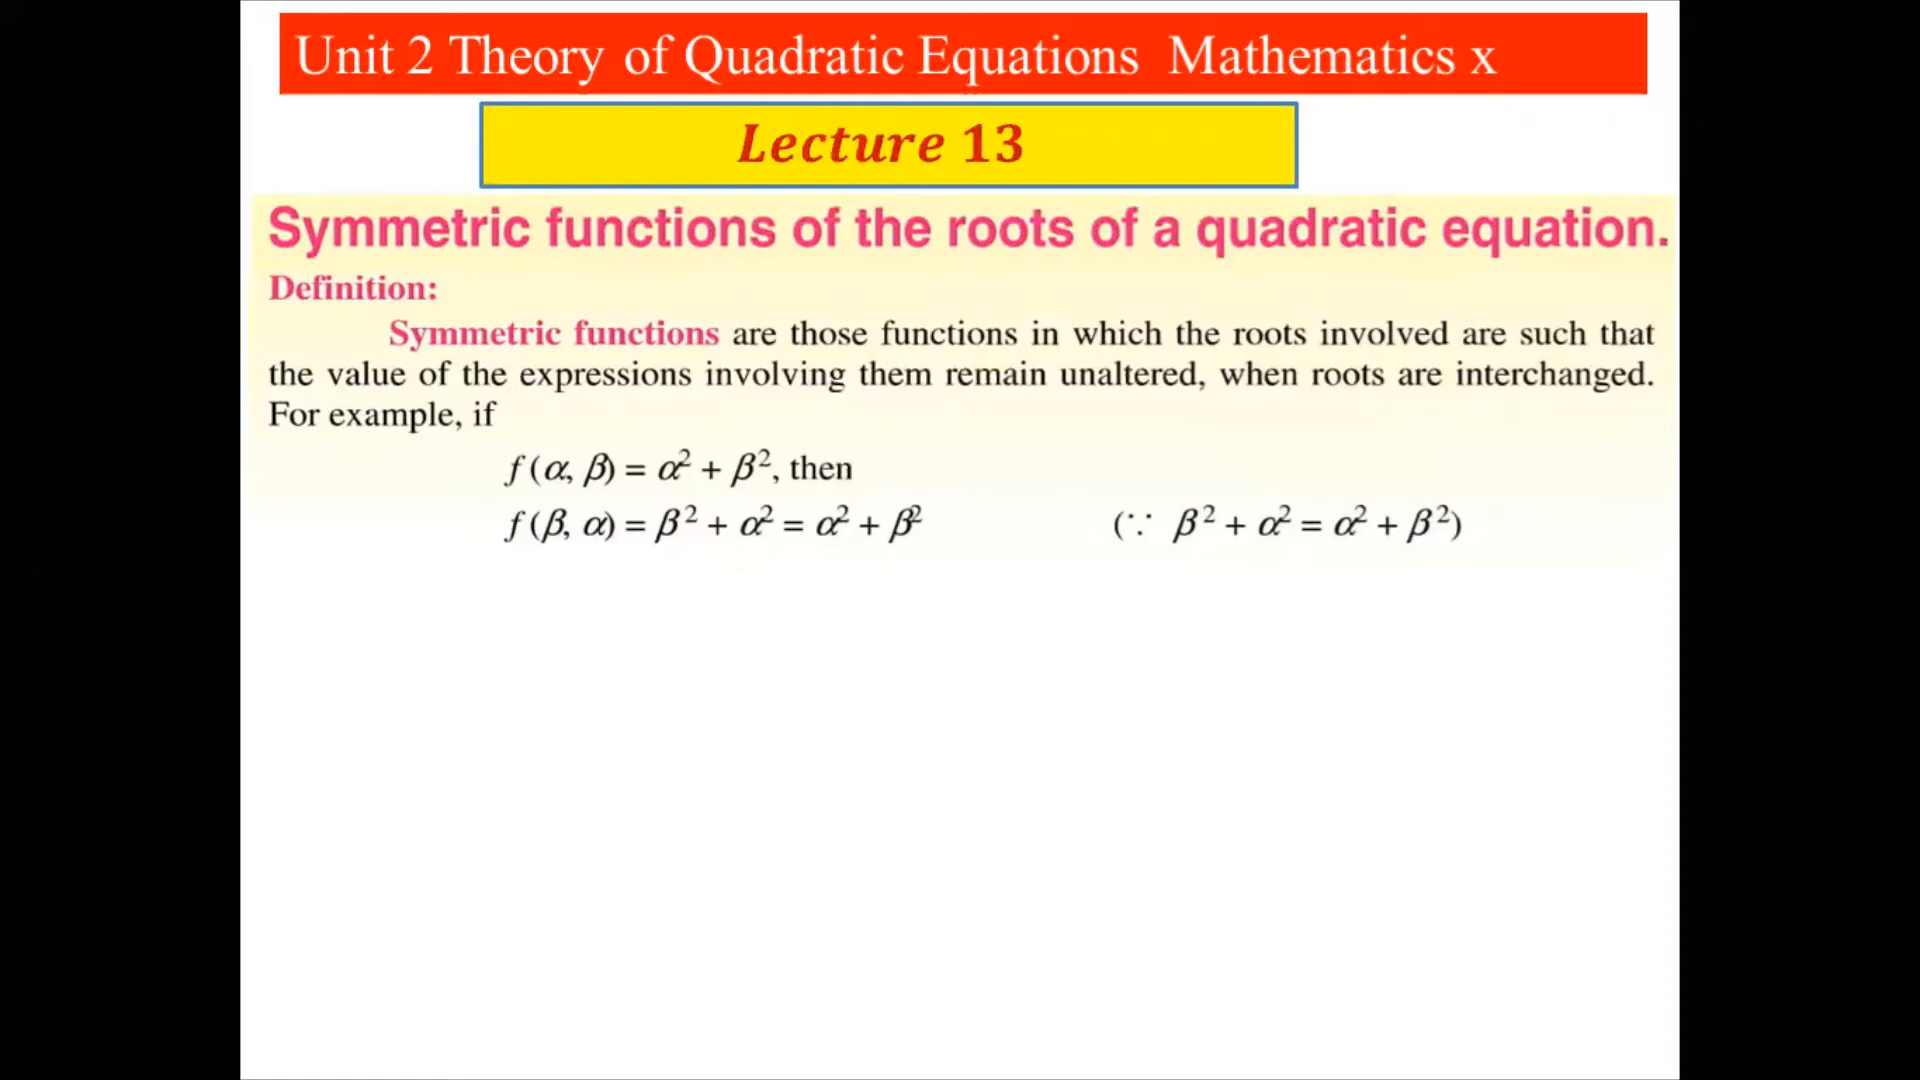 Unit 2 Theory of Quadratic Equations Mathematics x
Lecture 13
Symmetric functions of the roots of a quadratic equation.
Definition:
Symmetric functions are those functions in which the roots involved are such that
the value of the expressions involving them remain unaltered, when roots are interchanged.
For example, if
f (α, β) = α² + β², then
f (β, α) = β² + α² = α² + β² (∵ β² + α² = α² + β²)